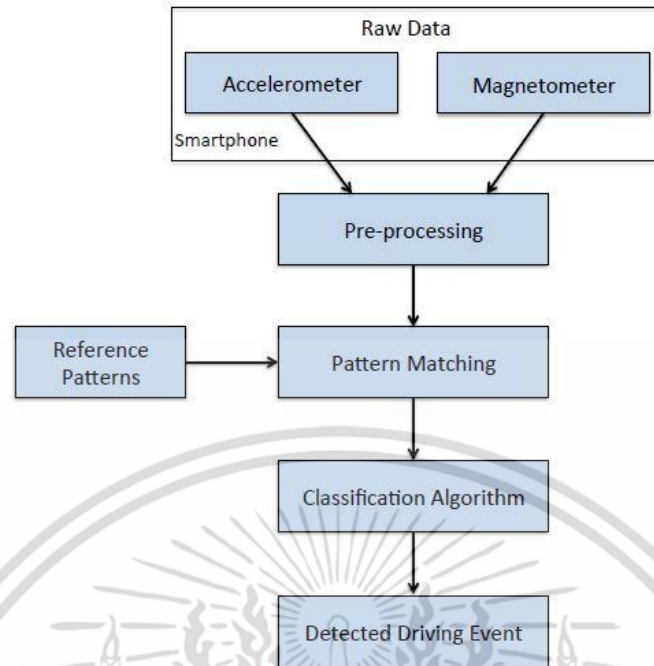 Raw Data
Accelerometer
Magnetometer
Smartphone
Pre-processing
Reference
Patterns
Pattern Matching
Classification Algorithm
Detected Driving Event